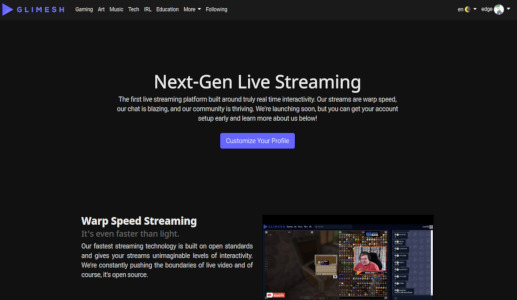 GLIMESH Gaming Art Music Tech IRL Education More Following en edge
Next-Gen Live Streaming
The first live streaming platform built around truly real time interactivity. Our streams are warp speed,
our chat is blazing, and our community is thriving. We're launching soon, but you can get your account
setup early and learn more about us below!
Customize Your Profile
Warp Speed Streaming
It's even faster than light.
Our fastest streaming technology is built on open standards
and gives your streams unimaginable levels of interactivity.
We're constantly pushing the boundaries of live video and of
course, it's open source.